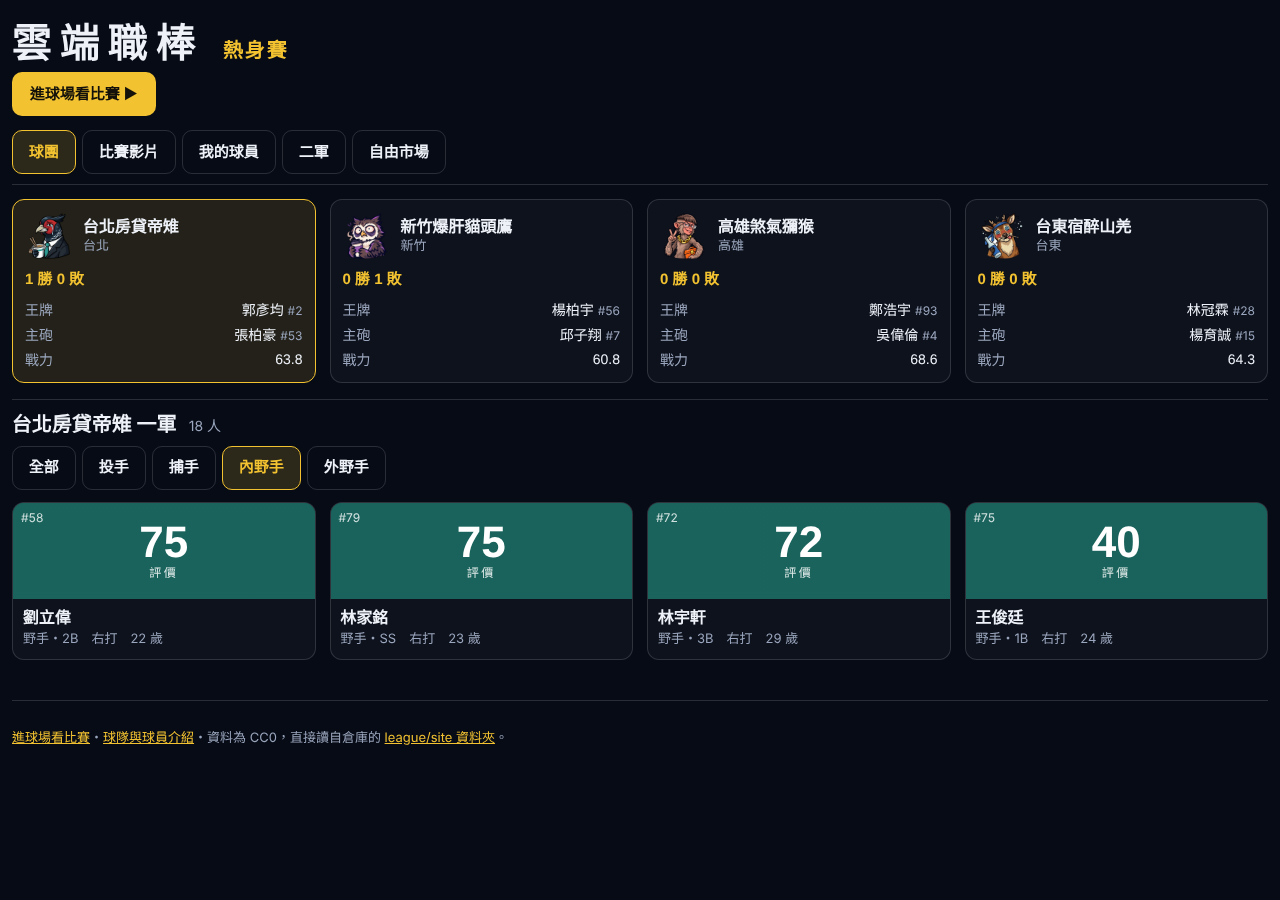 雲端職棒 熱身賽
進球場看比賽 ▶
球團 比賽影片 我的球員 二軍 自由市場
台北房貸帝雉
台北
1 勝 0 敗
王牌 郭彥均 #2
主砲 張柏豪 #53
戰力 63.8
新竹爆肝貓頭鷹
新竹
0 勝 1 敗
王牌 楊柏宇 #56
主砲 邱子翔 #7
戰力 60.8
高雄煞氣獼猴
高雄
0 勝 0 敗
王牌 鄭浩宇 #93
主砲 吳偉倫 #4
戰力 68.6
台東宿醉山羌
台東
0 勝 0 敗
王牌 林冠霖 #28
主砲 楊育誠 #15
戰力 64.3
台北房貸帝雉 一軍 18 人
全部 投手 捕手 內野手 外野手
#58
75
評價
劉立偉
野手・2B 右打 22 歲
#79
75
評價
林家銘
野手・SS 右打 23 歲
#72
72
評價
林宇軒
野手・3B 右打 29 歲
#75
40
評價
王俊廷
野手・1B 右打 24 歲
進球場看比賽・球隊與球員介紹・資料為 CC0，直接讀自倉庫的 league/site 資料夾。